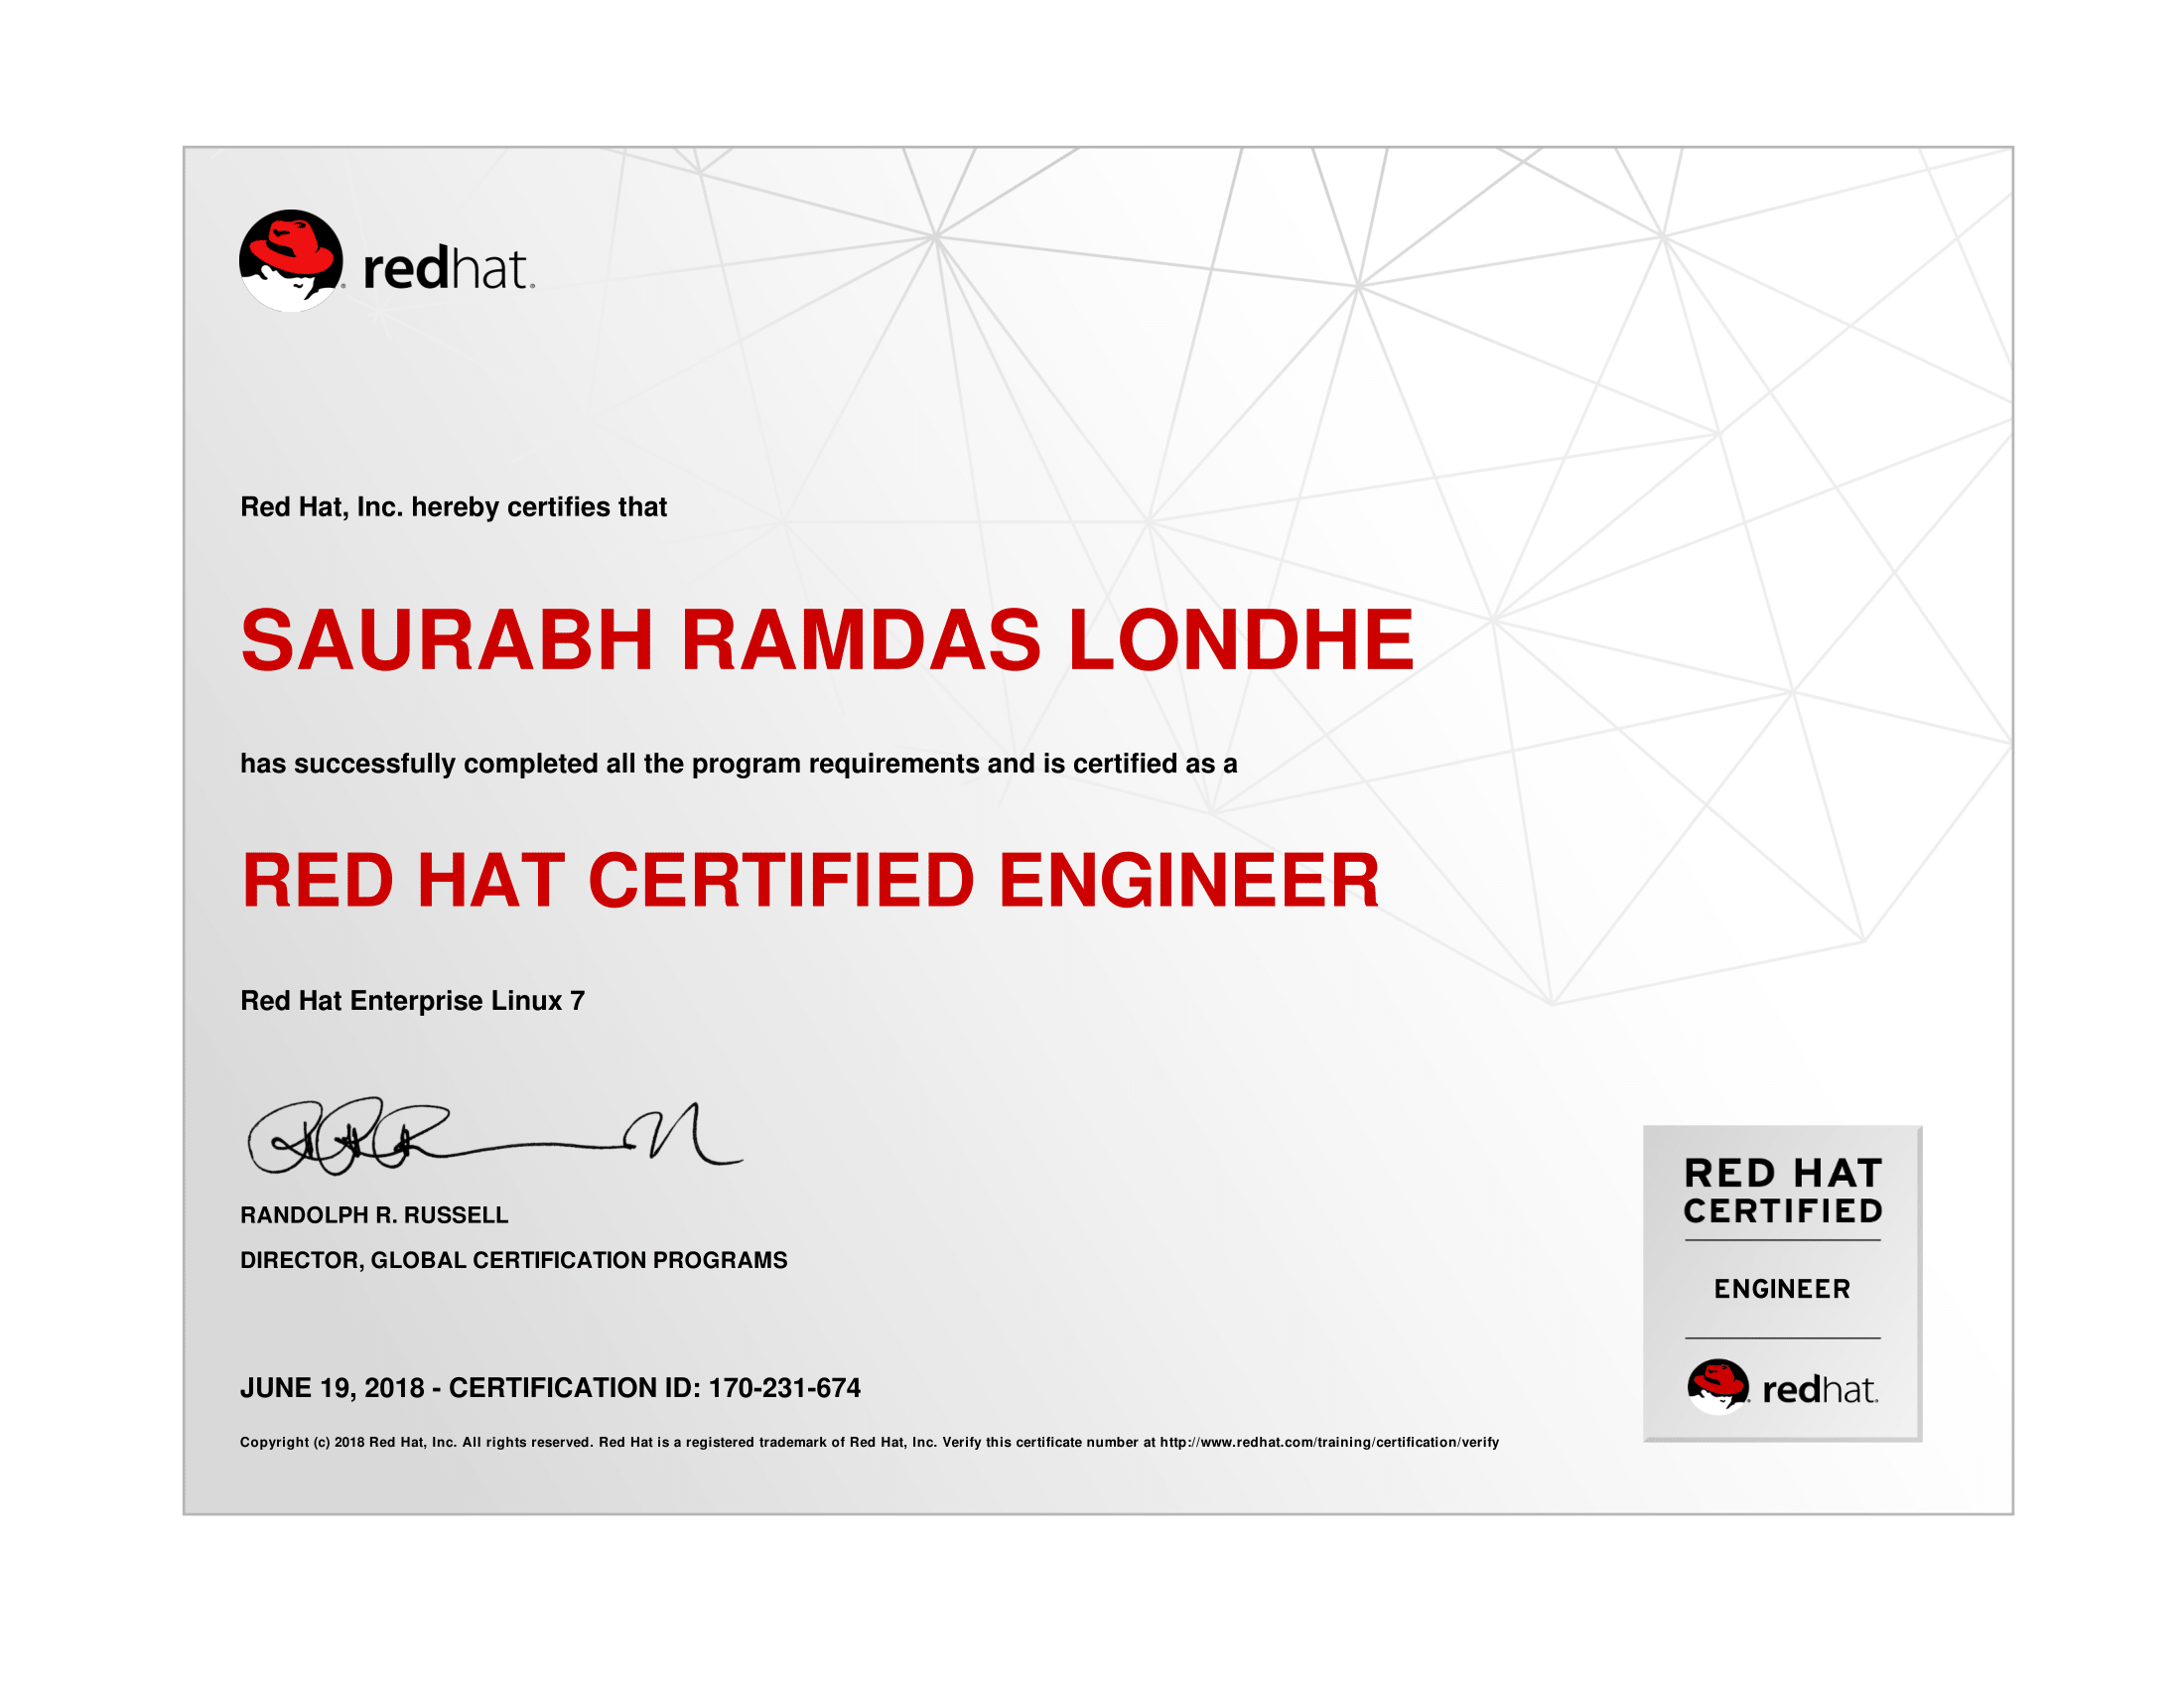 redhat.
Red Hat, Inc. hereby certifies that
SAURABH RAMDAS LONDHE
has successfully completed all the program requirements and is certified as a
RED HAT CERTIFIED ENGINEER
Red Hat Enterprise Linux 7
RANDOLPH R. RUSSELL
DIRECTOR, GLOBAL CERTIFICATION PROGRAMS
JUNE 19, 2018 - CERTIFICATION ID: 170-231-674
Copyright (c) 2018 Red Hat, Inc. All rights reserved. Red Hat is a registered trademark of Red Hat, Inc. Verify this certificate number at http://www.redhat.com/training/certification/verify
RED HAT
CERTIFIED
ENGINEER
redhat.